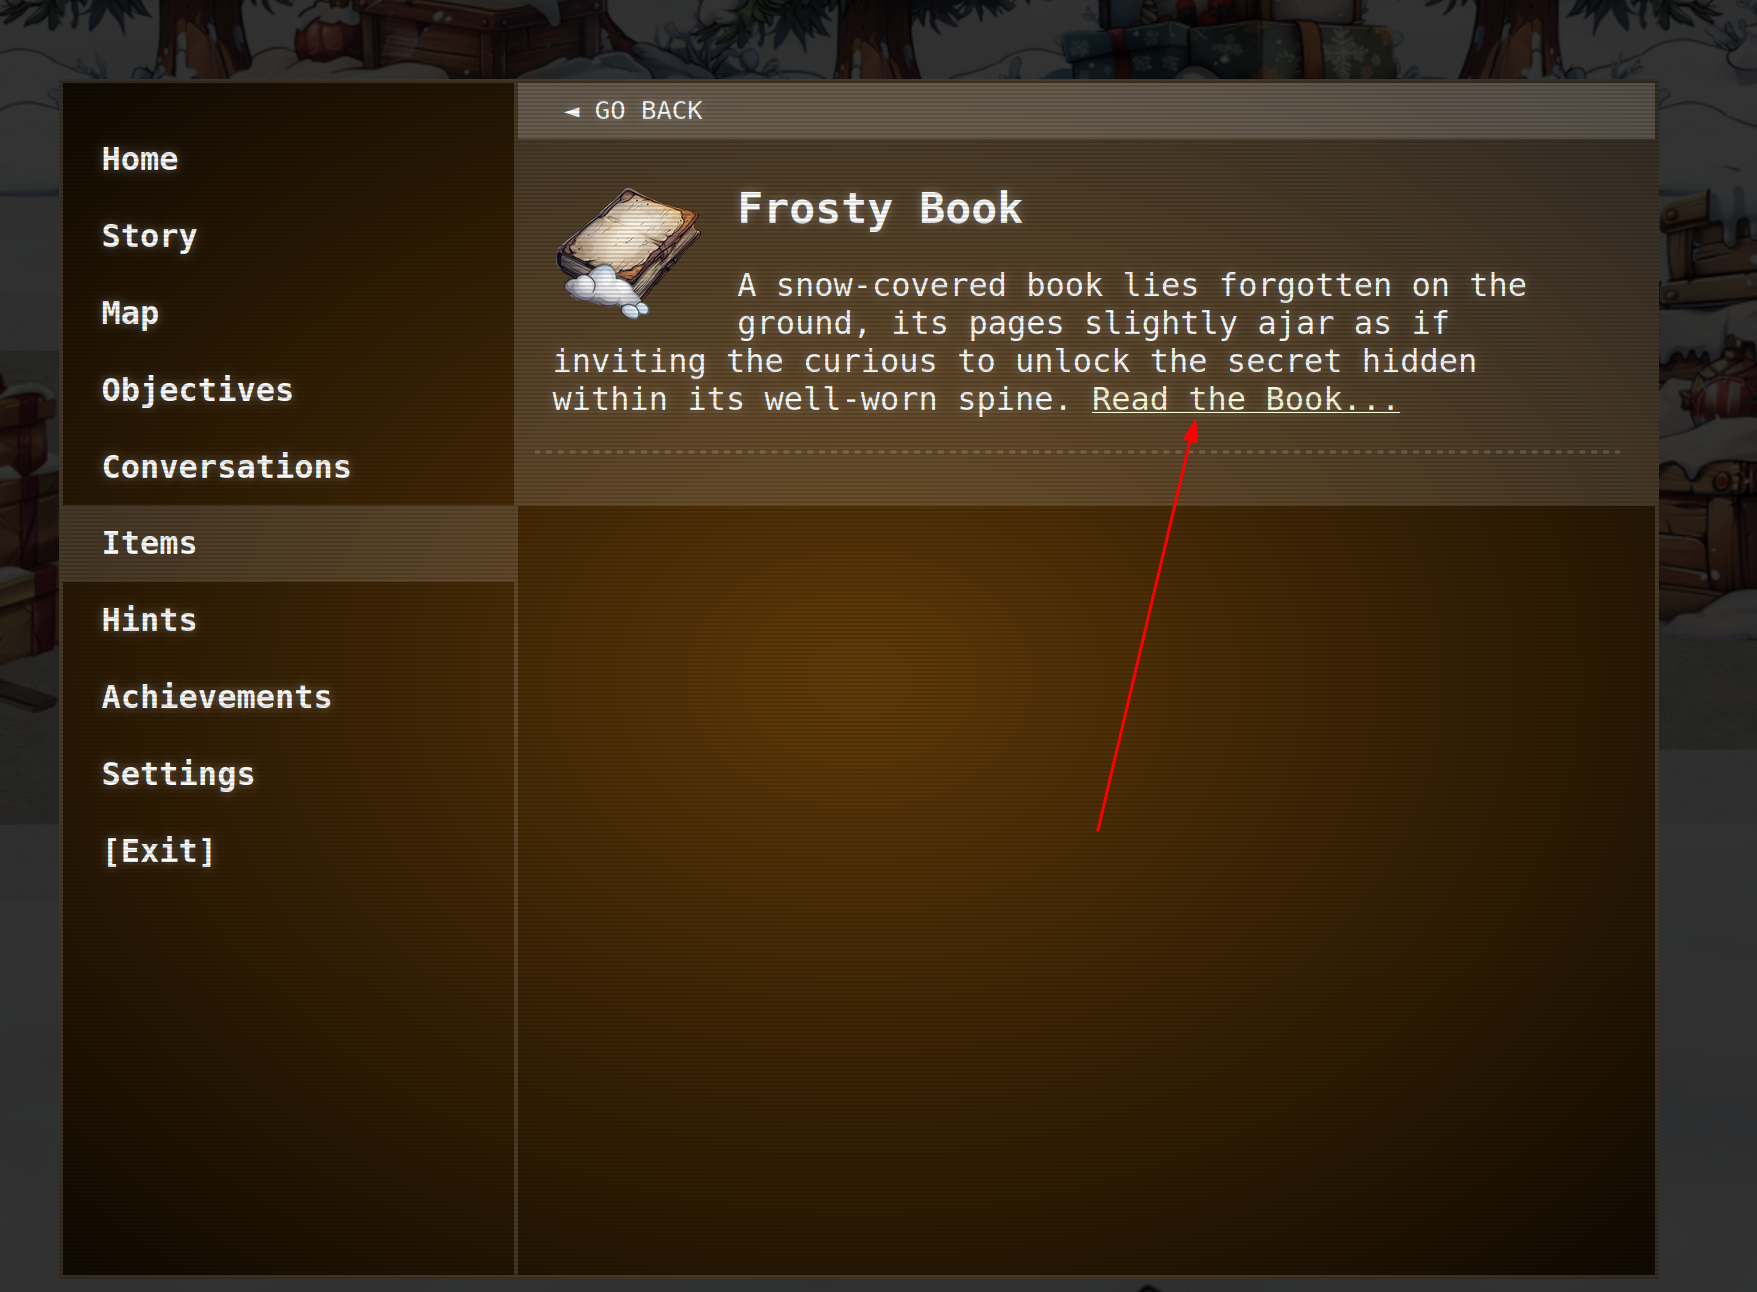 Home
Story
Map
Objectives
Conversations
Items
Hints
Achievements
Settings
[Exit]
◄ GO BACK
Frosty Book
A snow-covered book lies forgotten on the
ground, its pages slightly ajar as if
inviting the curious to unlock the secret hidden
within its well-worn spine. Read the Book...